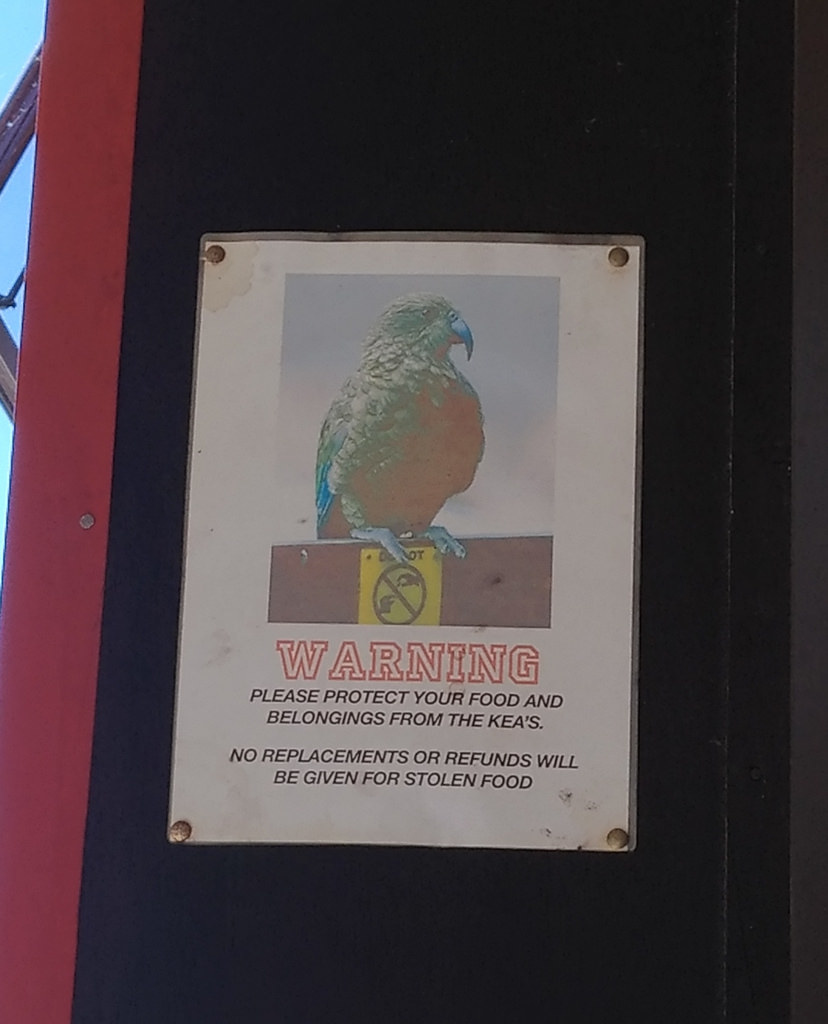 WARNING
PLEASE PROTECT YOUR FOOD AND
BELONGINGS FROM THE KEA'S.
NO REPLACEMENTS OR REFUNDS WILL
BE GIVEN FOR STOLEN FOOD